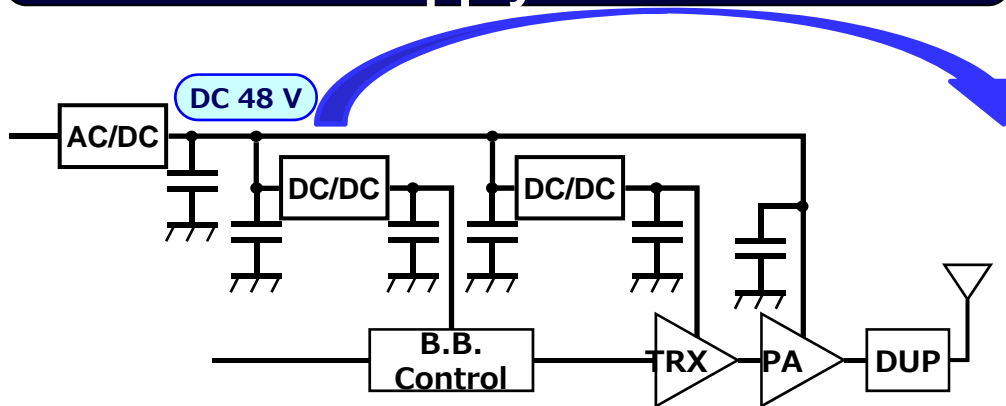 DC 48 V
AC/DC
DC/DC
DC/DC
B.B.
Control
TRX
PA
DUP